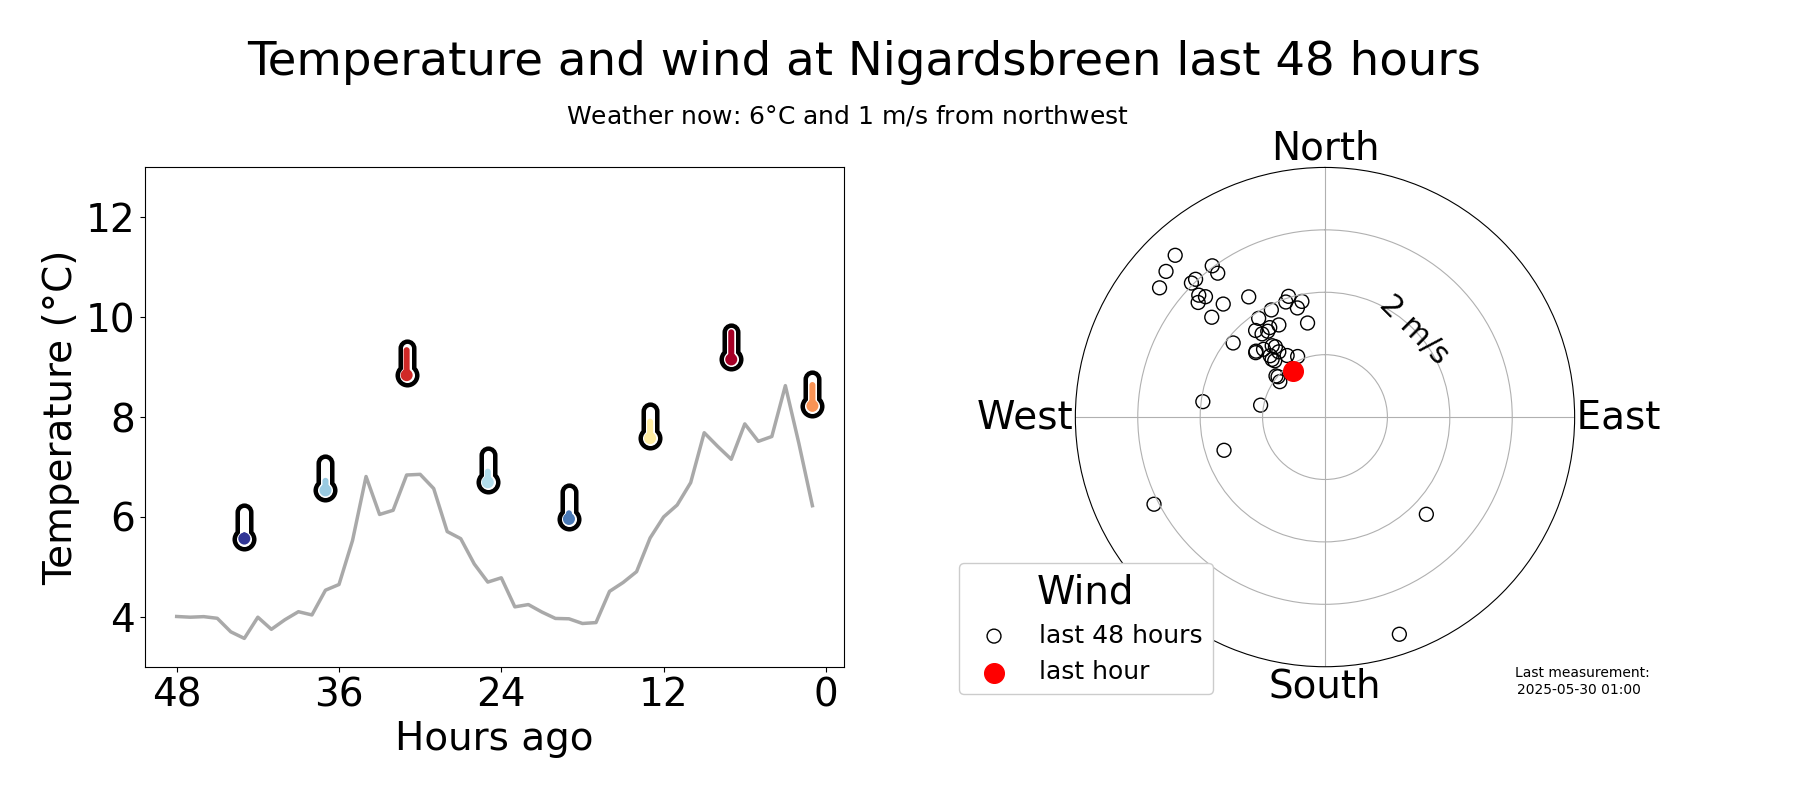 Temperature and wind at Nigardsbreen last 48 hours
Weather now: 6°C and 1 m/s from northwest
Temperature (°C)
12
10
8
6
4
48 36 24 12 0
Hours ago
North
West
East
South
2 m/s
Wind
last 48 hours
last hour
Last measurement:
2025-05-30 01:00